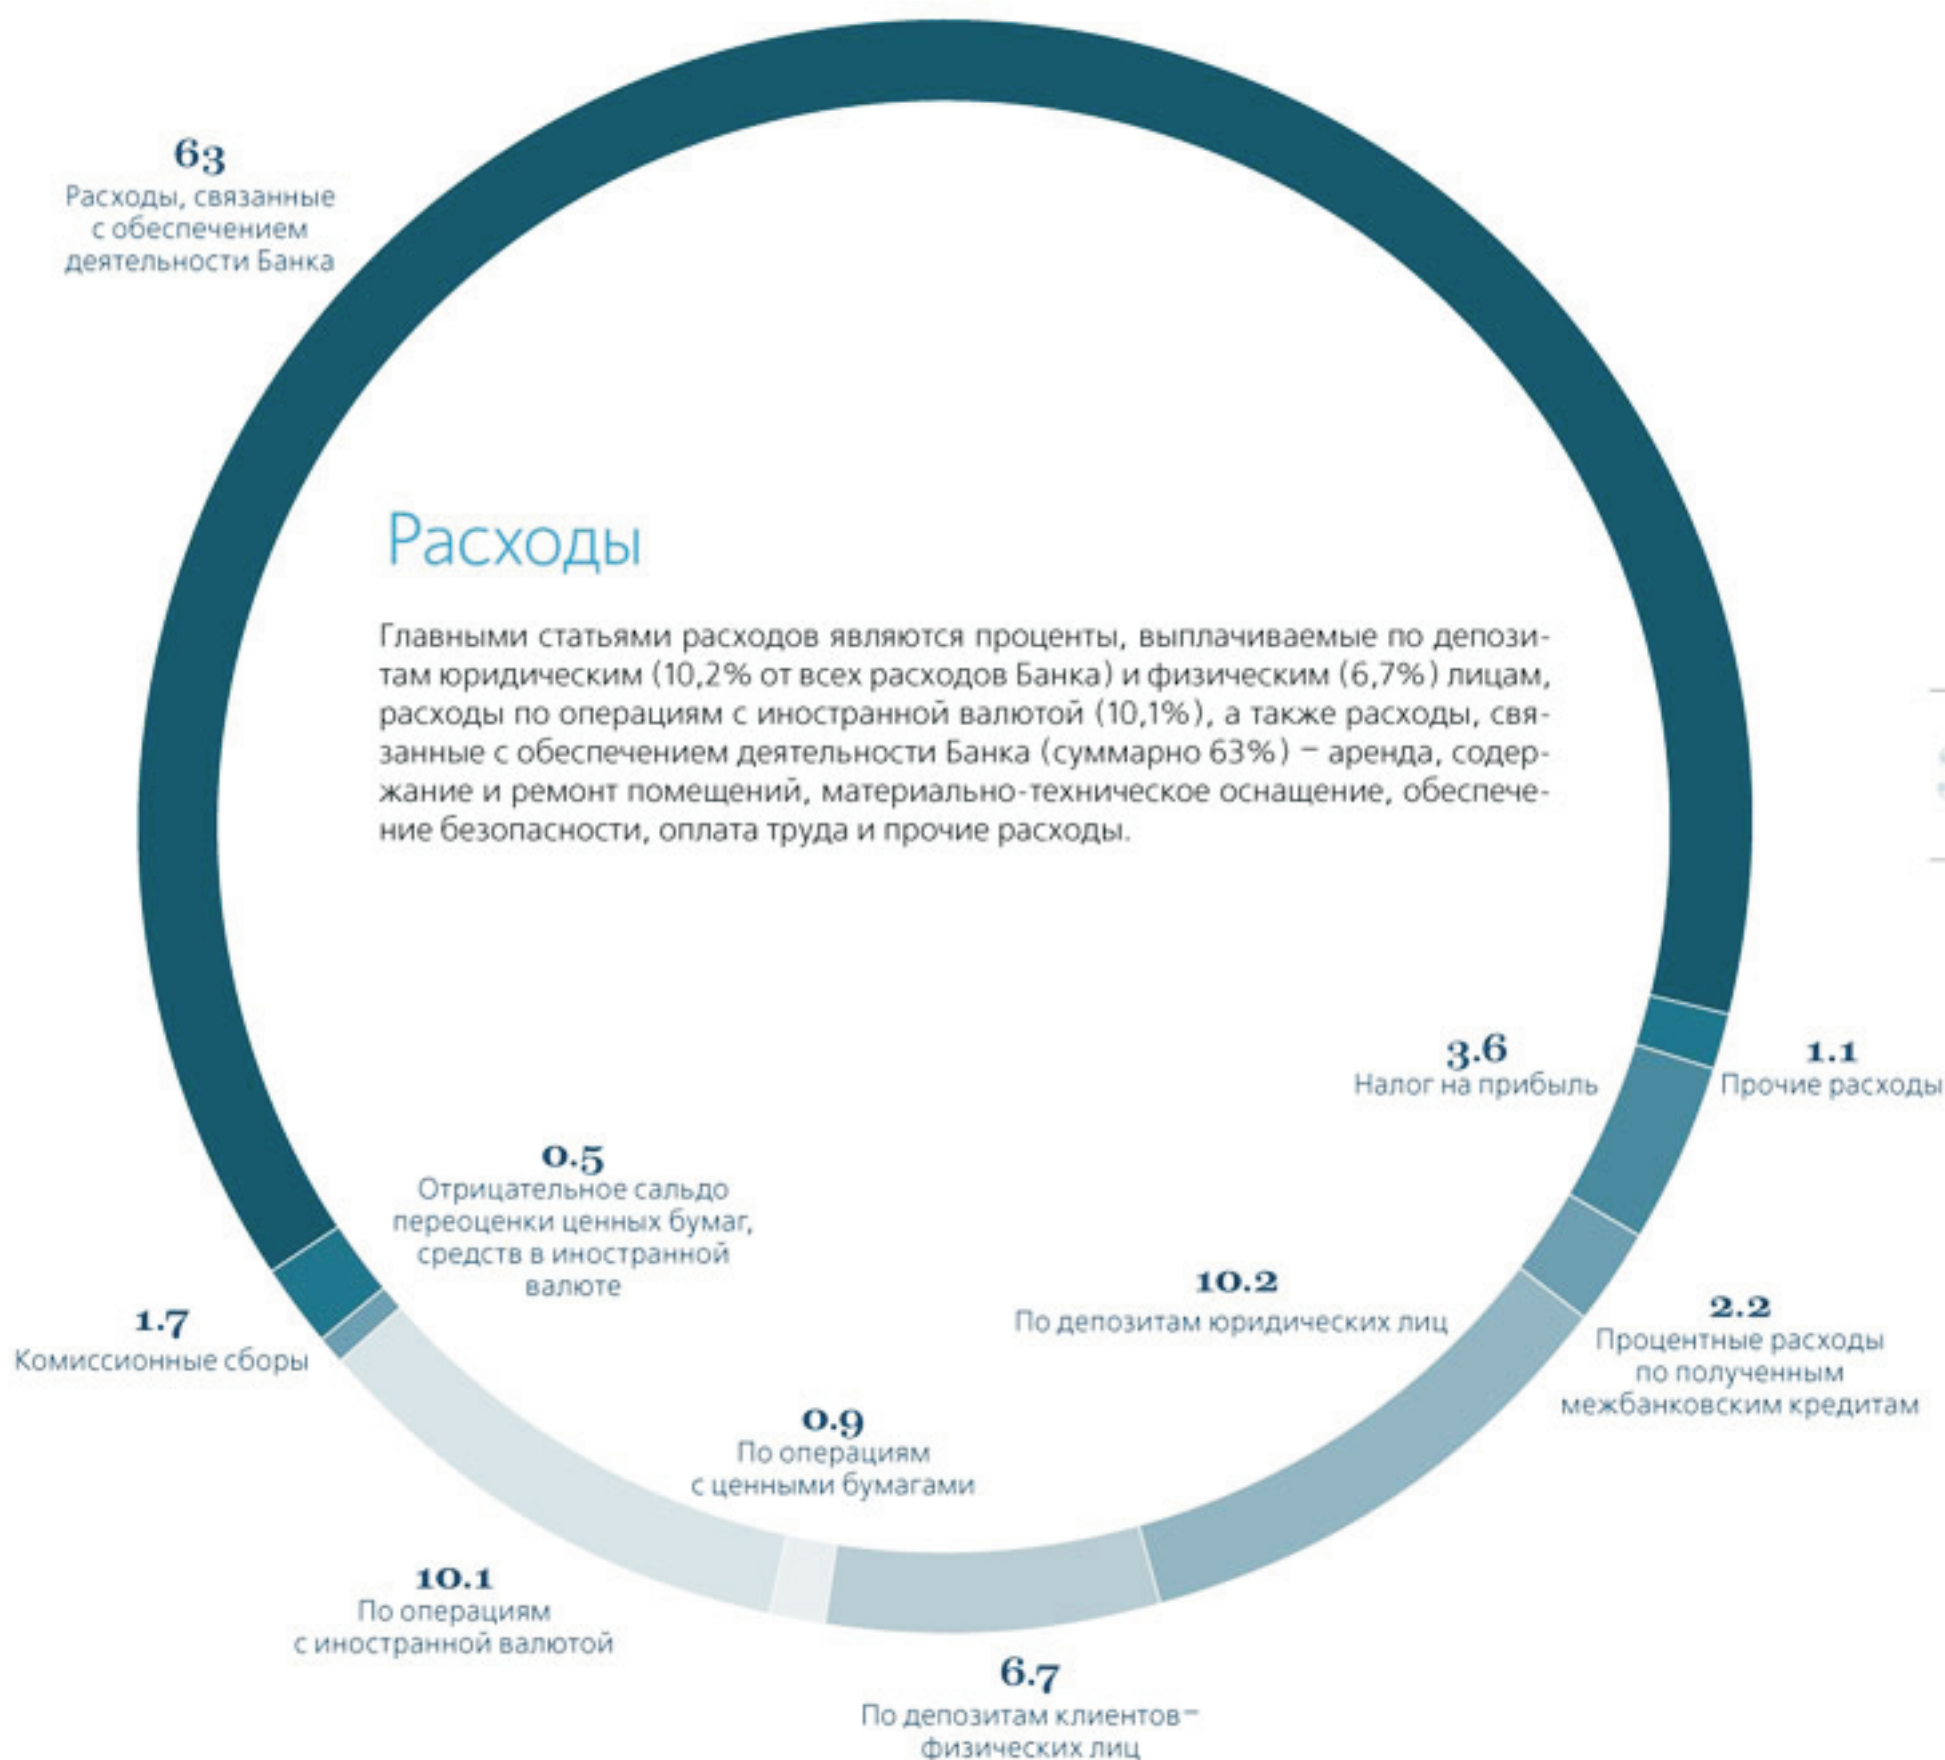 63
Расходы, связанные
с обеспечением
деятельности Банка
Расходы
Главными статьями расходов являются проценты, выплачиваемые по депози-
там юридическим (10,2% от всех расходов Банка) и физическим (6,7%) лицам,
расходы по операциям с иностранной валютой (10,1%), а также расходы, свя-
занные с обеспечением деятельности Банка (суммарно 63%) – аренда, содер-
жание и ремонт помещений, материально-техническое оснащение, обеспече-
ние безопасности, оплата труда и прочие расходы.
3.6
Налог на прибыль
1.1
Прочие расходы
0.5
Отрицательное сальдо
переоценки ценных бумаг,
средств в иностранной
валюте
10.2
По депозитам юридических лиц
2.2
Процентные расходы
по полученным
межбанковским кредитам
1.7
Комиссионные сборы
0.9
По операциям
с ценными бумагами
10.1
По операциям
с иностранной валютой
6.7
По депозитам клиентов–
физических лиц